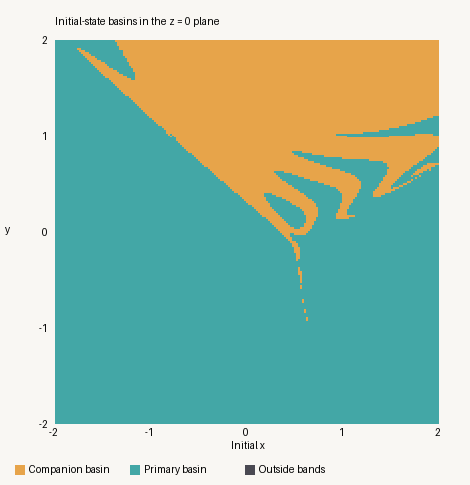 Initial-state basins in the z = 0 plane
2
1
y
0
-1
-2
-2
-1
0
1
2
Initial x
Companion basin
Primary basin
Outside bands